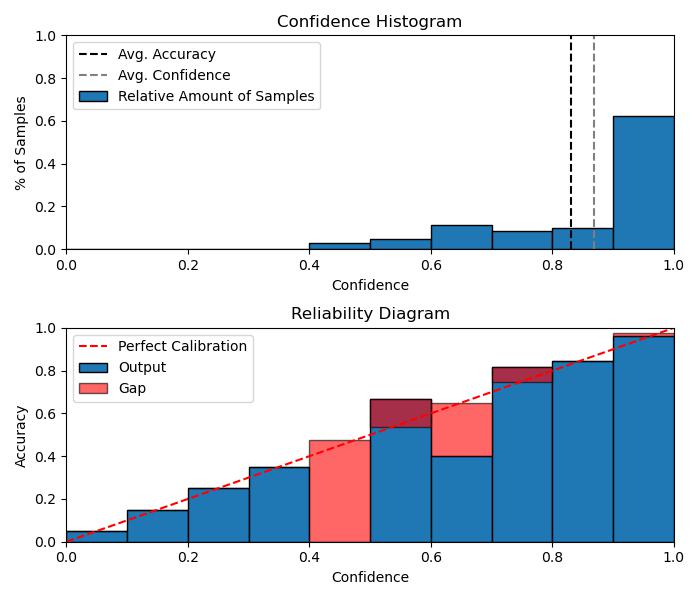 Confidence Histogram
1.0
0.8
0.6
0.4
0.2
0.0
% of Samples
Avg. Accuracy
Avg. Confidence
Relative Amount of Samples
0.0 0.2 0.4 0.6 0.8 1.0
Confidence
Reliability Diagram
1.0
0.8
0.6
0.4
0.2
0.0
Accuracy
Perfect Calibration
Output
Gap
0.0 0.2 0.4 0.6 0.8 1.0
Confidence